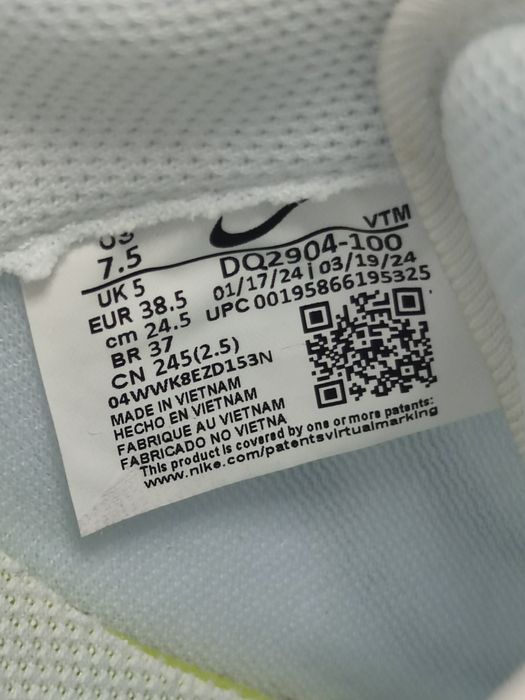 US
7.5
VTM
UK 5
DQ2904-100
EUR 38.5
01/17/24 | 03/19/24
cm 24.5
UPC 00195866195325
BR 37
CN 245(2.5)
04WWK8EZD153N
MADE IN VIETNAM
HECHO EN VIETNAM
FABRIQUE AU VIETNAM
FABRICADO NO VIETNA
This product is covered by one or more patents:
www.nike.com/patentsvirtualmarking